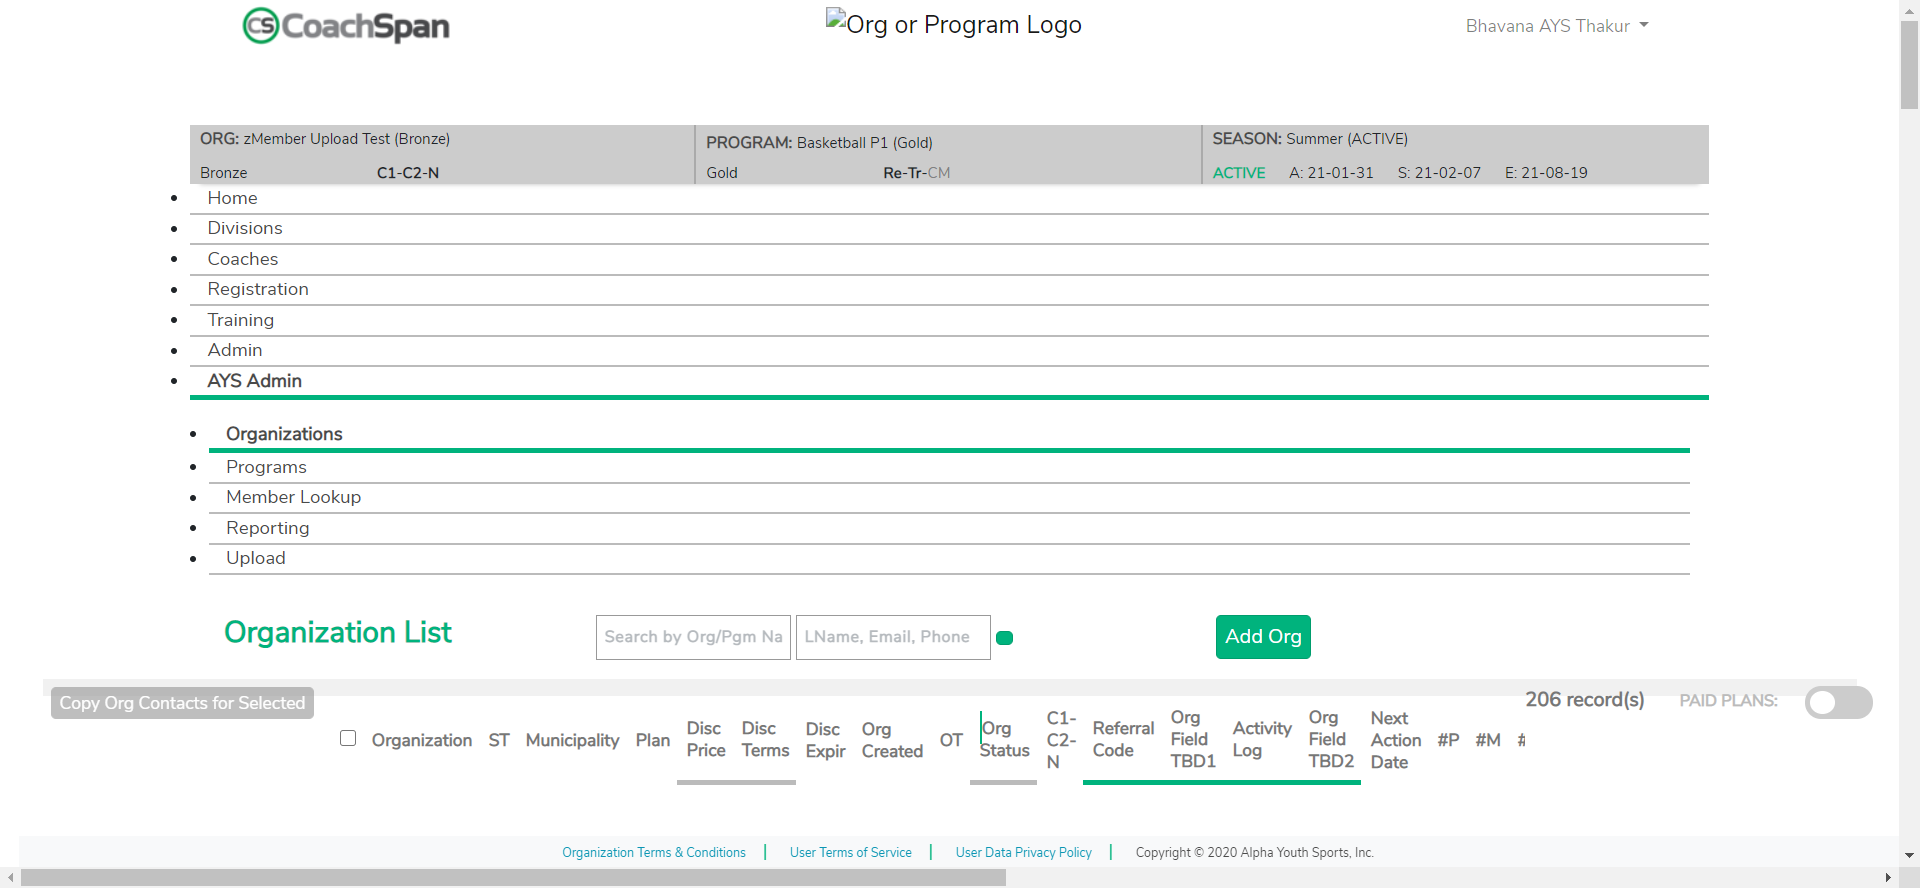 CS CoachSpan
Org or Program Logo
Bhavana AYS Thakur
ORG: zMember Upload Test (Bronze)
Bronze C1-C2-N
PROGRAM: Basketball P1 (Gold)
Gold Re-Tr-CM
SEASON: Summer (ACTIVE)
ACTIVE A: 21-01-31 S: 21-02-07 E: 21-08-19
Home
Divisions
Coaches
Registration
Training
Admin
AYS Admin
Organizations
Programs
Member Lookup
Reporting
Upload
Organization List
Search by Org/Pgm Na
LName, Email, Phone
Add Org
Copy Org Contacts for Selected
206 record(s)
PAID PLANS:
Organization
ST
Municipality
Plan
Disc
Price
Disc
Terms
Disc
Expir
Org
Created
OT
Org
Status
C1-
C2-
N
Referral
Code
Org
Field
TBD1
Activity
Log
Org
Field
TBD2
Next
Action
Date
#P
#M
#
Organization Terms & Conditions | User Terms of Service | User Data Privacy Policy | Copyright © 2020 Alpha Youth Sports, Inc.